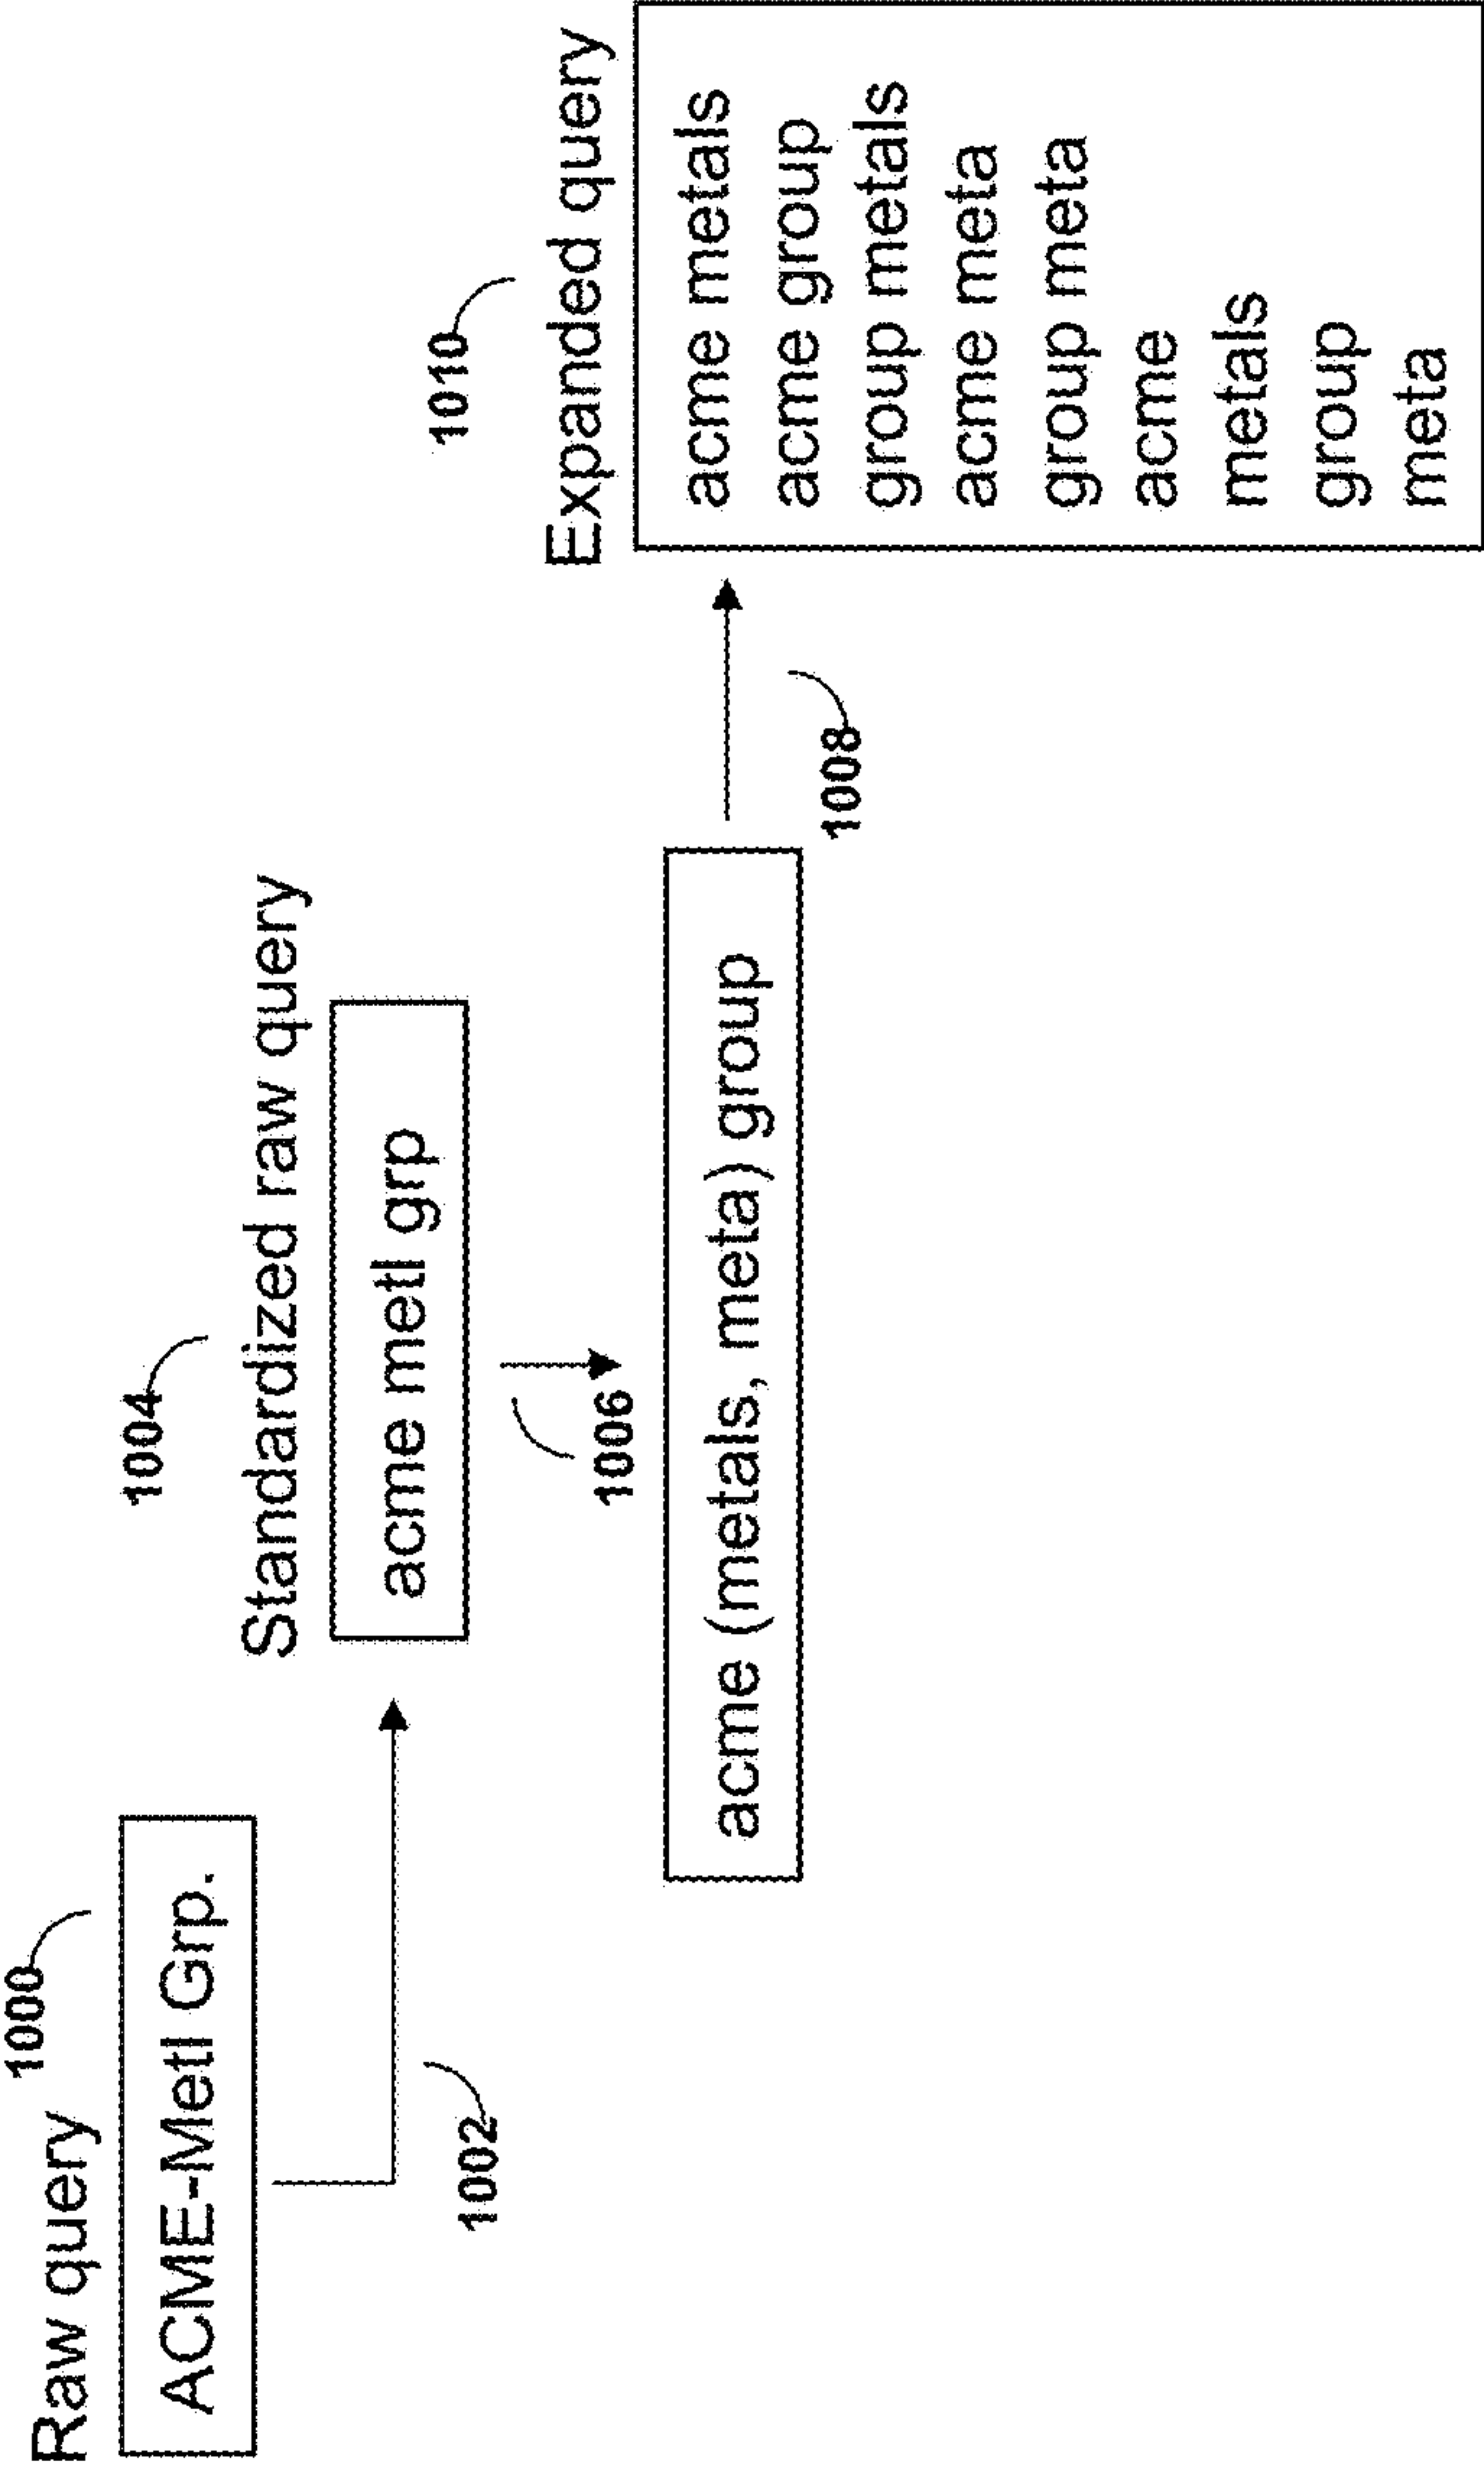 Raw query
1000
ACME-Metl Grp.
1002
1004
Standardized raw query
acme metl grp
1006
acme (metals, meta) group
1008
1010
Expanded query
acme metals
acme group
group metals
acme meta
group meta
acme
metals
group
meta